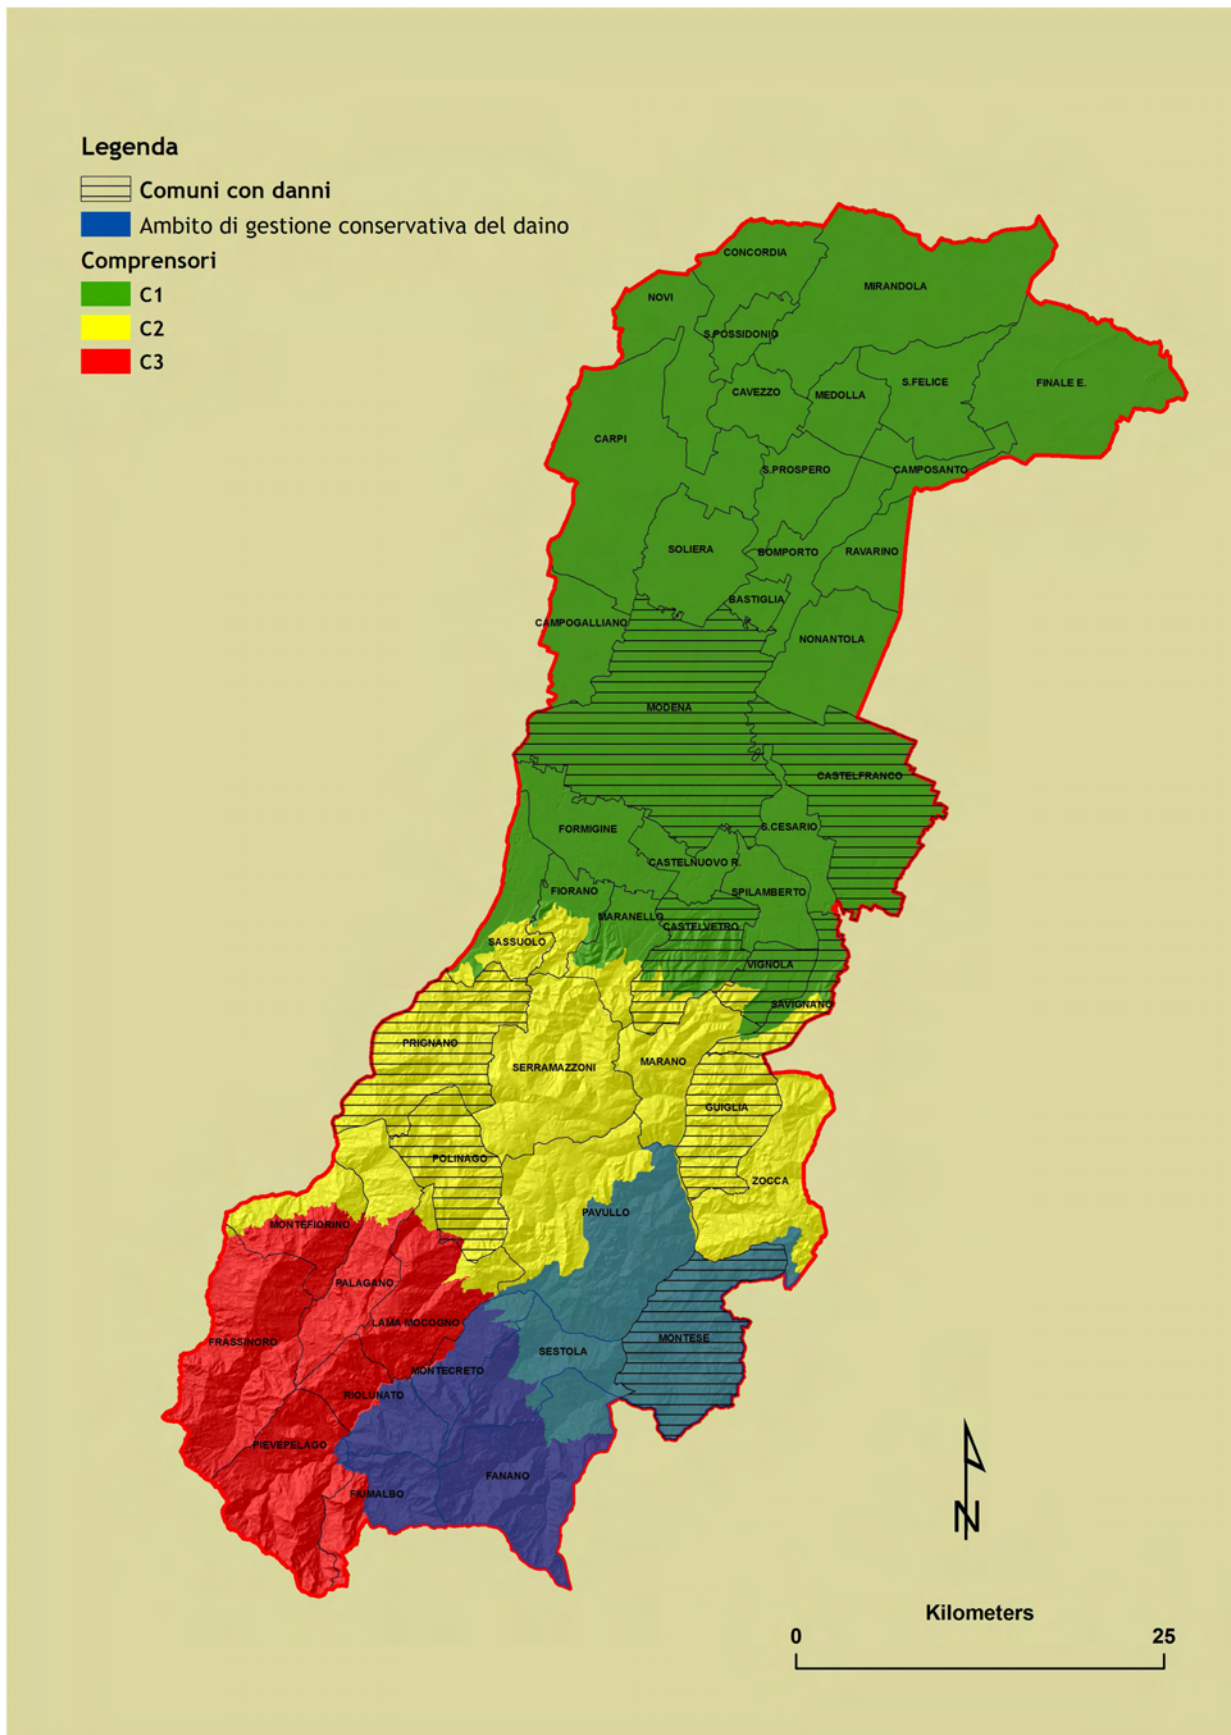 Legenda
Comuni con danni
Ambito di gestione conservativa del daino
Comprensori
C1
C2
C3
CONCORDIA
MIRANDOLA
NOVI
S.POSSIDONIO
S.FELICE
FINALE E.
CAVEZZO
MEDOLLA
CARPI
S.PROSPERO
CAMPOSANTO
SOLIERA
BOMPORTO
RAVARINO
BASTIGLIA
CAMPOGALLIANO
NONANTOLA
MODENA
CASTELFRANCO
FORMIGINE
S.CESARIO
CASTELNUOVO R.
FIORANO
SPILAMBERTO
MARANELLO
CASTELVETRO
SASSUOLO
VIGNOLA
SAVIGNANO
PRIGNANO
SERRAMAZZONI
MARANO
GUIGLIA
POLINAGO
ZOCCA
PAVULLO
MONTEFIORINO
PALAGANO
LAMA MOCOGNO
FRASSINORO
SESTOLA
MONTESE
MONTECRETO
RIOLUNATO
PIEVEPELAGO
FANANO
FIUMALBO
N
Kilometers
0 25